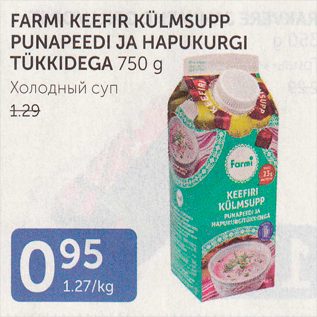 FARMI KEEFIR KÜLMSUPP
PUNAPEEDI JA HAPUKURGI
TÜKKIDEGA 750 g
Холодный суп
1.29
0.95
1.27/kg
KEEFIRI
Farmi
KEEFIRI
KÜLMSUPP
PUNAPEEDI JA
HAPUKURGITÜKKIDEGA